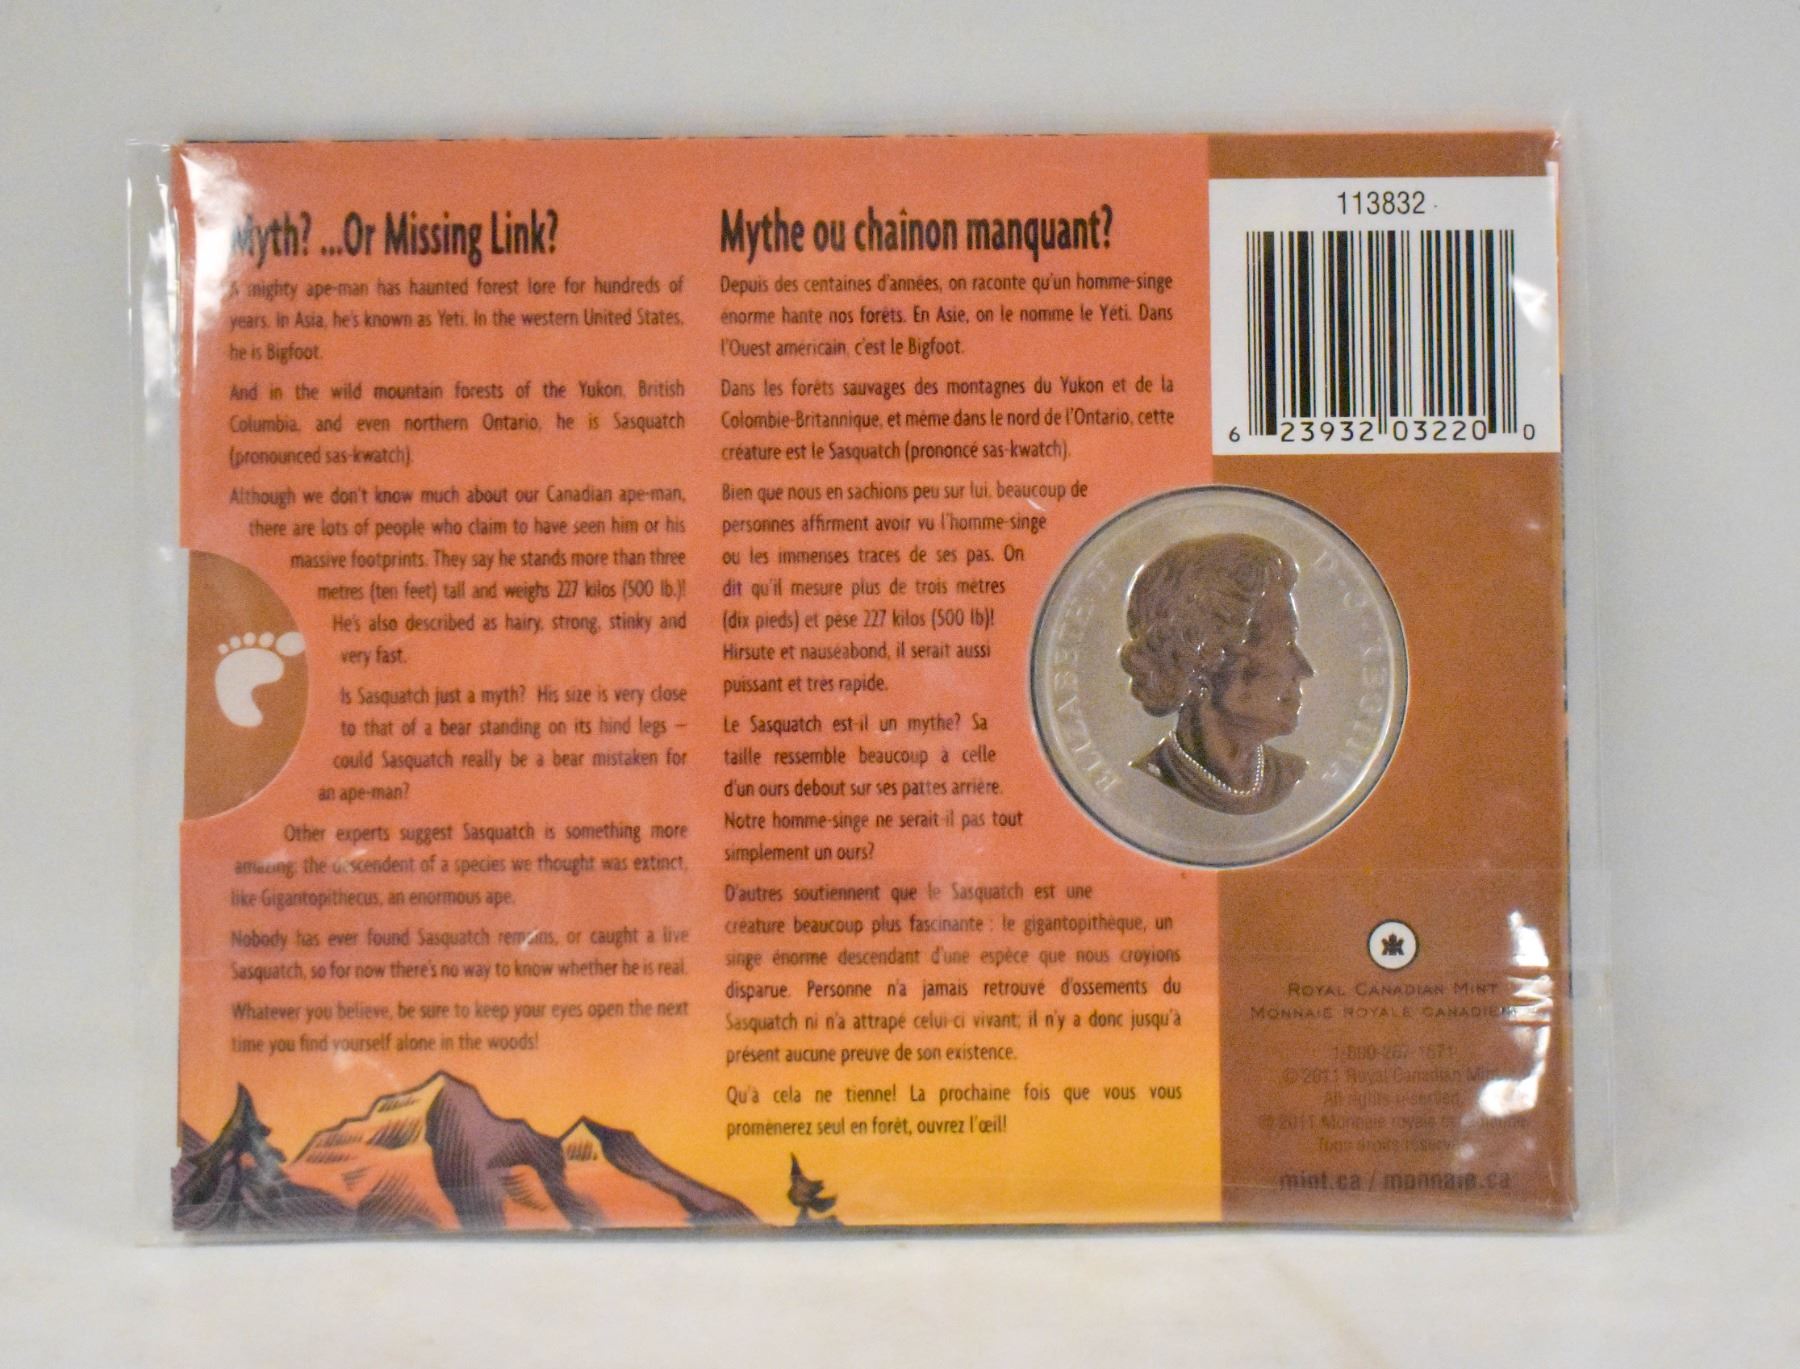 Myth? ...Or Missing Link?
A mighty ape-man has haunted forest lore for hundreds of
years. In Asia, he's known as Yeti. In the western United States,
he is Bigfoot.
And in the wild mountain forests of the Yukon, British
Columbia, and even northern Ontario, he is Sasquatch
(pronounced sas-kwatch).
Although we don't know much about our Canadian ape-man,
there are lots of people who claim to have seen him or his
massive footprints. They say he stands more than three
metres (ten feet) tall and weighs 227 kilos (500 lb.)!
He's also described as hairy, strong, stinky and
very fast.
Is Sasquatch just a myth? His size is very close
to that of a bear standing on its hind legs –
could Sasquatch really be a bear mistaken for
an ape-man?
Other experts suggest Sasquatch is something more
amazing: the descendent of a species we thought was extinct,
like Gigantopithecus, an enormous ape.
Nobody has ever found Sasquatch remains, or caught a live
Sasquatch, so for now there's no way to know whether he is real.
Whatever you believe, be sure to keep your eyes open the next
time you find yourself alone in the woods!
Mythe ou chaînon manquant?
Depuis des centaines d'années, on raconte qu'un homme-singe
énorme hante nos forêts. En Asie, on le nomme le Yéti. Dans
l'Ouest américain, c'est le Bigfoot.
Dans les forêts sauvages des montagnes du Yukon et de la
Colombie-Britannique, et même dans le nord de l'Ontario, cette
créature est le Sasquatch (prononcé sas-kwatch).
Bien que nous en sachions peu sur lui, beaucoup de
personnes affirment avoir vu l'homme-singe
ou les immenses traces de ses pas. On
dit qu'il mesure plus de trois mètres
(dix pieds) et pèse 227 kilos (500 lb)!
Hirsute et nauséabond, il serait aussi
puissant et très rapide.
Le Sasquatch est-il un mythe? Sa
taille ressemble beaucoup à celle
d'un ours debout sur ses pattes arrière.
Notre homme-singe ne serait-il pas tout
simplement un ours?
D'autres soutiennent que le Sasquatch est une
créature beaucoup plus fascinante : le gigantopithèque, un
singe énorme descendant d'une espèce que nous croyions
disparue. Personne n'a jamais retrouvé d'ossements du
Sasquatch ni n'a attrapé celui-ci vivant; il n'y a donc jusqu'à
présent aucune preuve de son existence.
Qu'à cela ne tienne! La prochaine fois que vous vous
promènerez seul en forêt, ouvrez l'œil!
113832
6 23932 03220 0
ELIZABETH II D·G·REGINA
ROYAL CANADIAN MINT
MONNAIE ROYALE CANADIENNE
1-800-267-1871
© 2011 Royal Canadian Mint
All rights reserved.
© 2011 Monnaie royale canadienne
Tous droits réservés
mint.ca / monnaie.ca